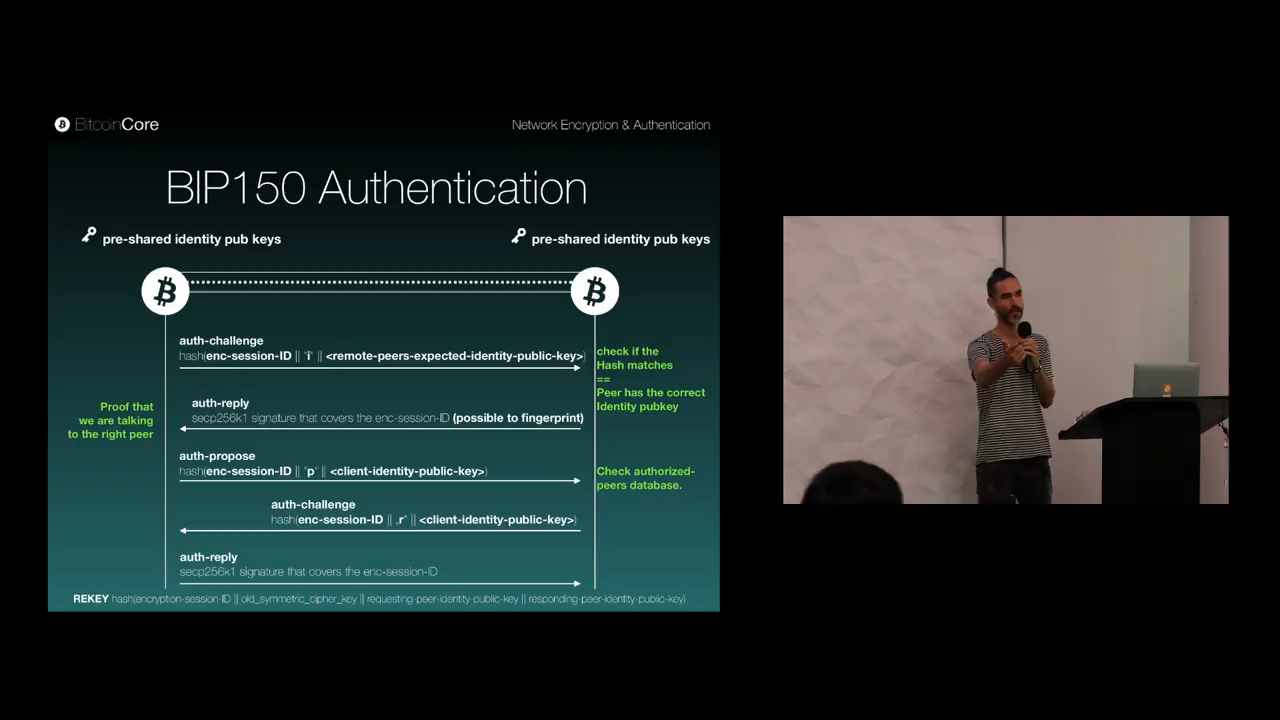 BitcoinCore
Network Encryption & Authentication
BIP150 Authentication
pre-shared identity pub keys
pre-shared identity pub keys
auth-challenge
hash(enc-session-ID || "i" || <remote-peers-expected-identity-public-key>)
check if the
Hash matches
==
Peer has the correct
Identity pubkey
auth-reply
secp256k1 signature that covers the enc-session-ID (possible to fingerprint)
Proof that
we are talking
to the right peer
auth-propose
hash(enc-session-ID || "p" || <client-identity-public-key>)
Check authorized-
peers database.
auth-challenge
hash(enc-session-ID || „r“ || <client-identity-public-key>)
auth-reply
secp256k1 signature that covers the enc-session-ID
REKEY hash(encryption-session-ID || old_symmetric_cipher_key || requesting-peer-identity-public-key || responding-peer-identity-public-key)